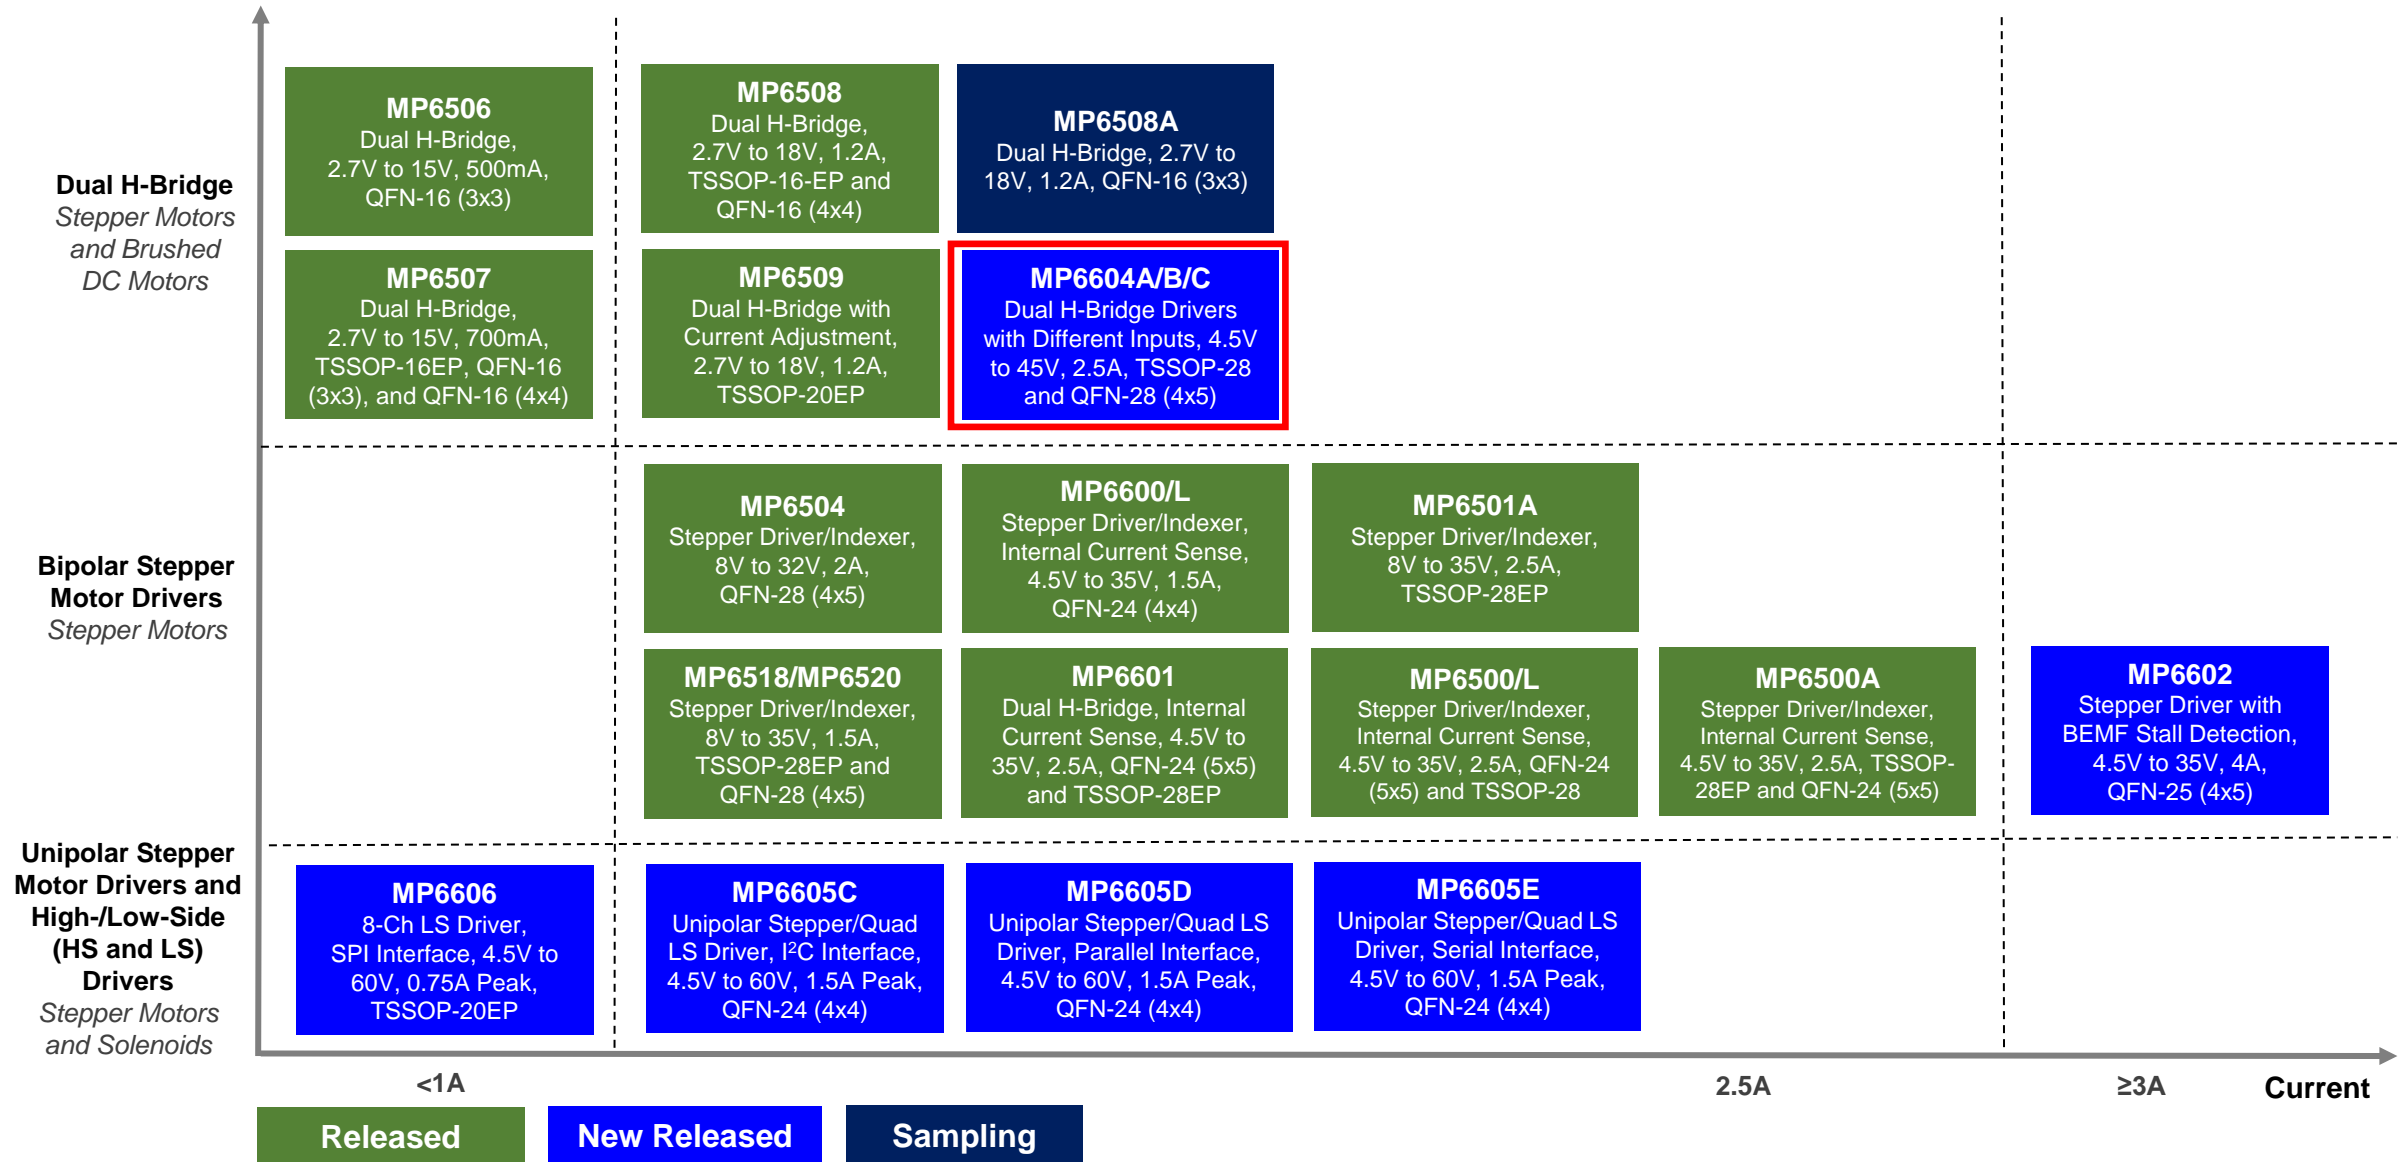 Dual H-Bridge
Stepper Motors
and Brushed
DC Motors
MP6506
Dual H-Bridge,
2.7V to 15V, 500mA,
QFN-16 (3x3)
MP6508
Dual H-Bridge,
2.7V to 18V, 1.2A,
TSSOP-16-EP and
QFN-16 (4x4)
MP6508A
Dual H-Bridge, 2.7V to
18V, 1.2A, QFN-16 (3x3)
MP6507
Dual H-Bridge,
2.7V to 15V, 700mA,
TSSOP-16EP, QFN-16
(3x3), and QFN-16 (4x4)
MP6509
Dual H-Bridge with
Current Adjustment,
2.7V to 18V, 1.2A,
TSSOP-20EP
MP6604A/B/C
Dual H-Bridge Drivers
with Different Inputs, 4.5V
to 45V, 2.5A, TSSOP-28
and QFN-28 (4x5)
Bipolar Stepper
Motor Drivers
Stepper Motors
MP6504
Stepper Driver/Indexer,
8V to 32V, 2A,
QFN-28 (4x5)
MP6600/L
Stepper Driver/Indexer,
Internal Current Sense,
4.5V to 35V, 1.5A,
QFN-24 (4x4)
MP6501A
Stepper Driver/Indexer,
8V to 35V, 2.5A,
TSSOP-28EP
MP6518/MP6520
Stepper Driver/Indexer,
8V to 35V, 1.5A,
TSSOP-28EP and
QFN-28 (4x5)
MP6601
Dual H-Bridge, Internal
Current Sense, 4.5V to
35V, 2.5A, QFN-24 (5x5)
and TSSOP-28EP
MP6500/L
Stepper Driver/Indexer,
Internal Current Sense,
4.5V to 35V, 2.5A, QFN-24
(5x5) and TSSOP-28
MP6500A
Stepper Driver/Indexer,
Internal Current Sense,
4.5V to 35V, 2.5A, TSSOP-
28EP and QFN-24 (5x5)
MP6602
Stepper Driver with
BEMF Stall Detection,
4.5V to 35V, 4A,
QFN-25 (4x5)
Unipolar Stepper
Motor Drivers and
High-/Low-Side
(HS and LS)
Drivers
Stepper Motors
and Solenoids
MP6606
8-Ch LS Driver,
SPI Interface, 4.5V to
60V, 0.75A Peak,
TSSOP-20EP
MP6605C
Unipolar Stepper/Quad
LS Driver, I²C Interface,
4.5V to 60V, 1.5A Peak,
QFN-24 (4x4)
MP6605D
Unipolar Stepper/Quad LS
Driver, Parallel Interface,
4.5V to 60V, 1.5A Peak,
QFN-24 (4x4)
MP6605E
Unipolar Stepper/Quad LS
Driver, Serial Interface,
4.5V to 60V, 1.5A Peak,
QFN-24 (4x4)
<1A
2.5A
≥3A
Current
Released
New Released
Sampling